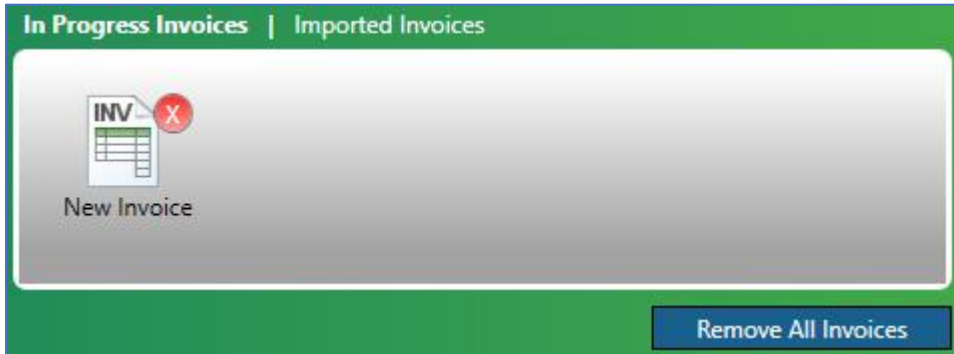 In Progress Invoices | Imported Invoices
INV X
New Invoice
Remove All Invoices